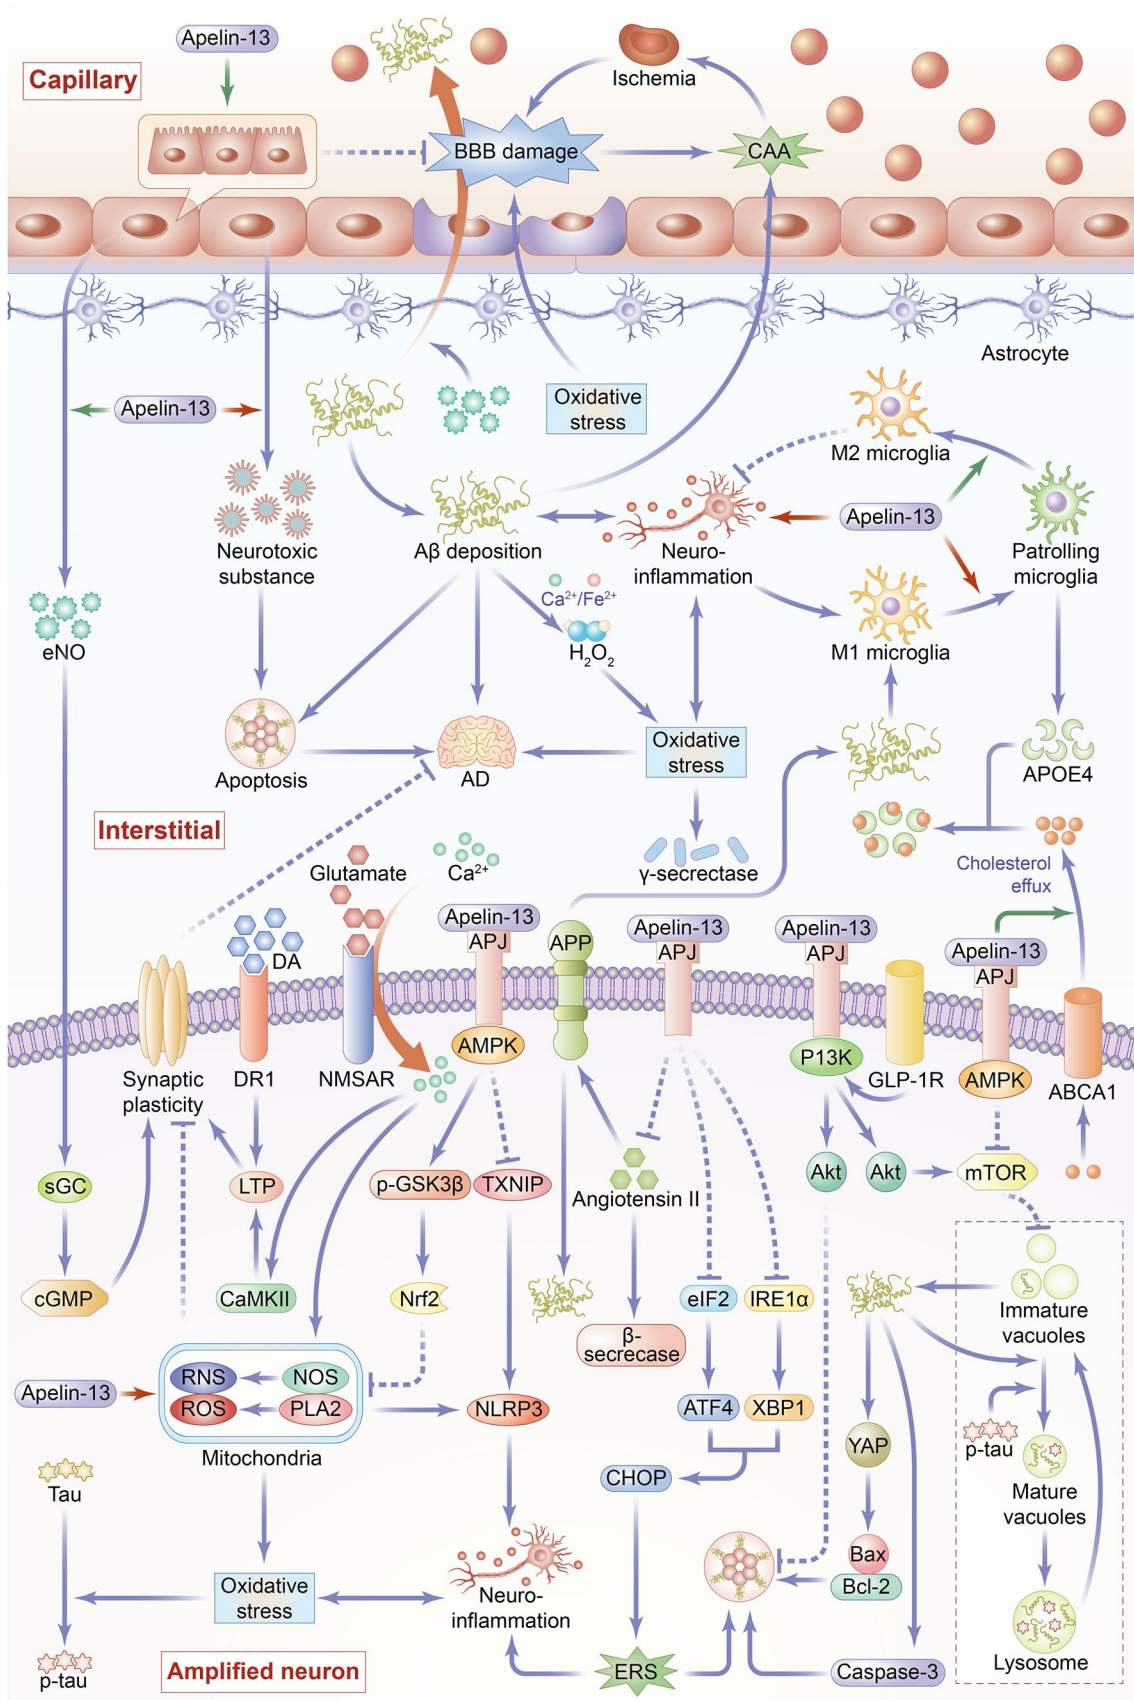 Apelin-13
Capillary
Ischemia
BBB damage
CAA
Astrocyte
Apelin-13
Oxidative
stress
M2 microglia
Apelin-13
Neurotoxic
substance
Aβ deposition
Neuro-
inflammation
Patrolling
microglia
Ca²⁺/Fe²⁺
H₂O₂
eNO
M1 microglia
Apoptosis
AD
Oxidative
stress
APOE4
Interstitial
Glutamate
Ca²⁺
γ-secrectase
Cholesterol
effux
Apelin-13
APJ
APP
Apelin-13
APJ
Apelin-13
APJ
Apelin-13
APJ
DA
AMPK
P13K
Synaptic
plasticity
DR1
NMSAR
GLP-1R
AMPK
ABCA1
sGC
LTP
p-GSK3β
TXNIP
Angiotensin II
Akt
Akt
mTOR
cGMP
CaMKII
Nrf2
β-
secrecase
eIF2
IRE1α
Immature
vacuoles
Apelin-13
RNS
NOS
ROS
PLA2
Mitochondria
NLRP3
ATF4
XBP1
YAP
p-tau
Tau
CHOP
Mature
vacuoles
Bax
Bcl-2
Oxidative
stress
Neuro-
inflammation
p-tau
Amplified neuron
ERS
Caspase-3
Lysosome